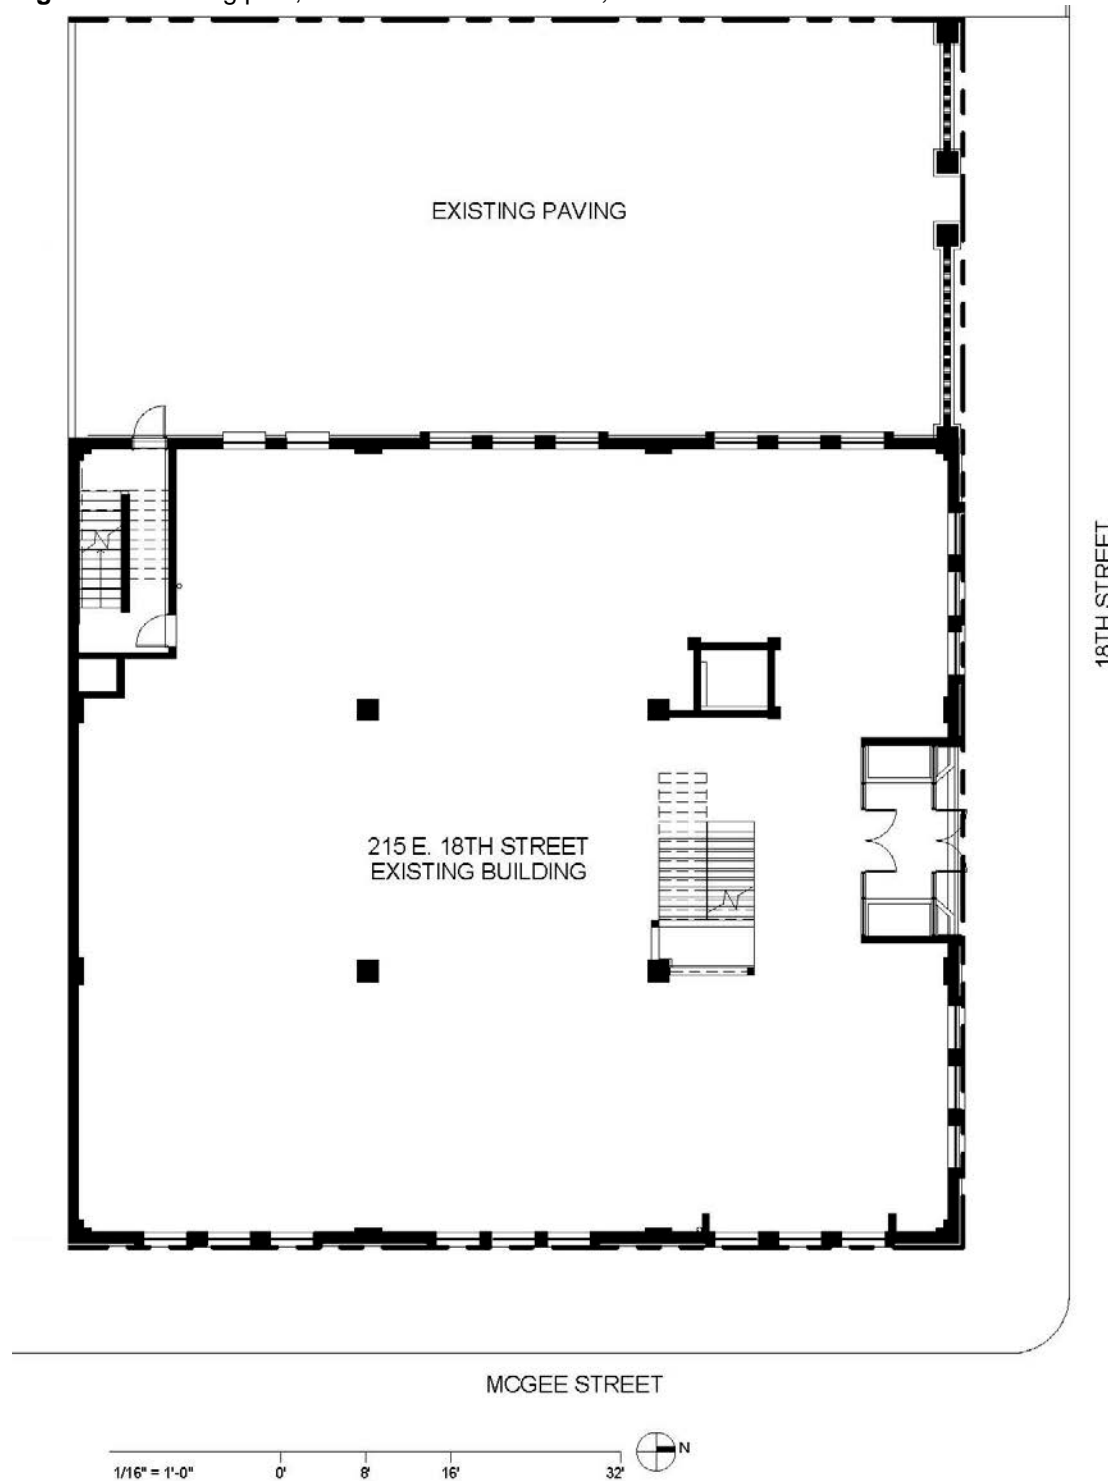 EXISTING PAVING
18TH STREET
215 E. 18TH STREET
EXISTING BUILDING
MCGEE STREET
N
1/16" = 1'-0" 0' 8' 16' 32'